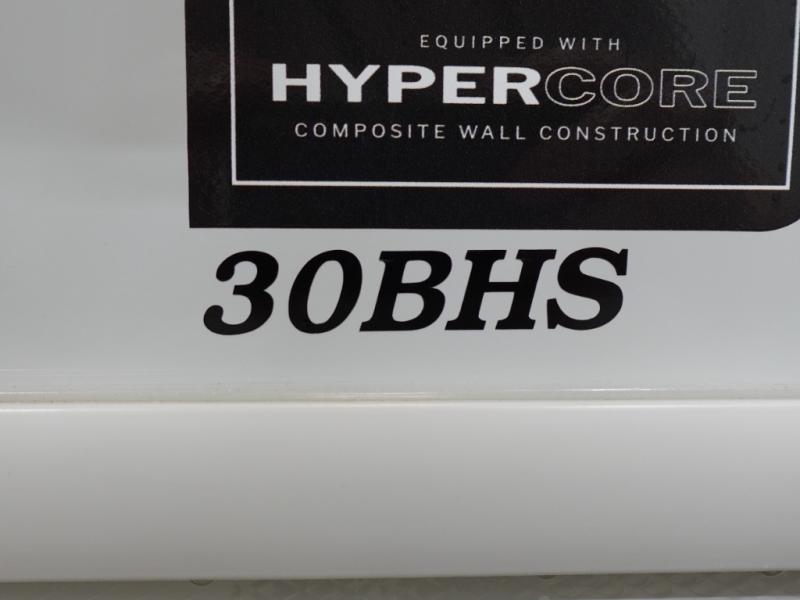 EQUIPPED WITH
HYPERCORE
COMPOSITE WALL CONSTRUCTION
30BHS